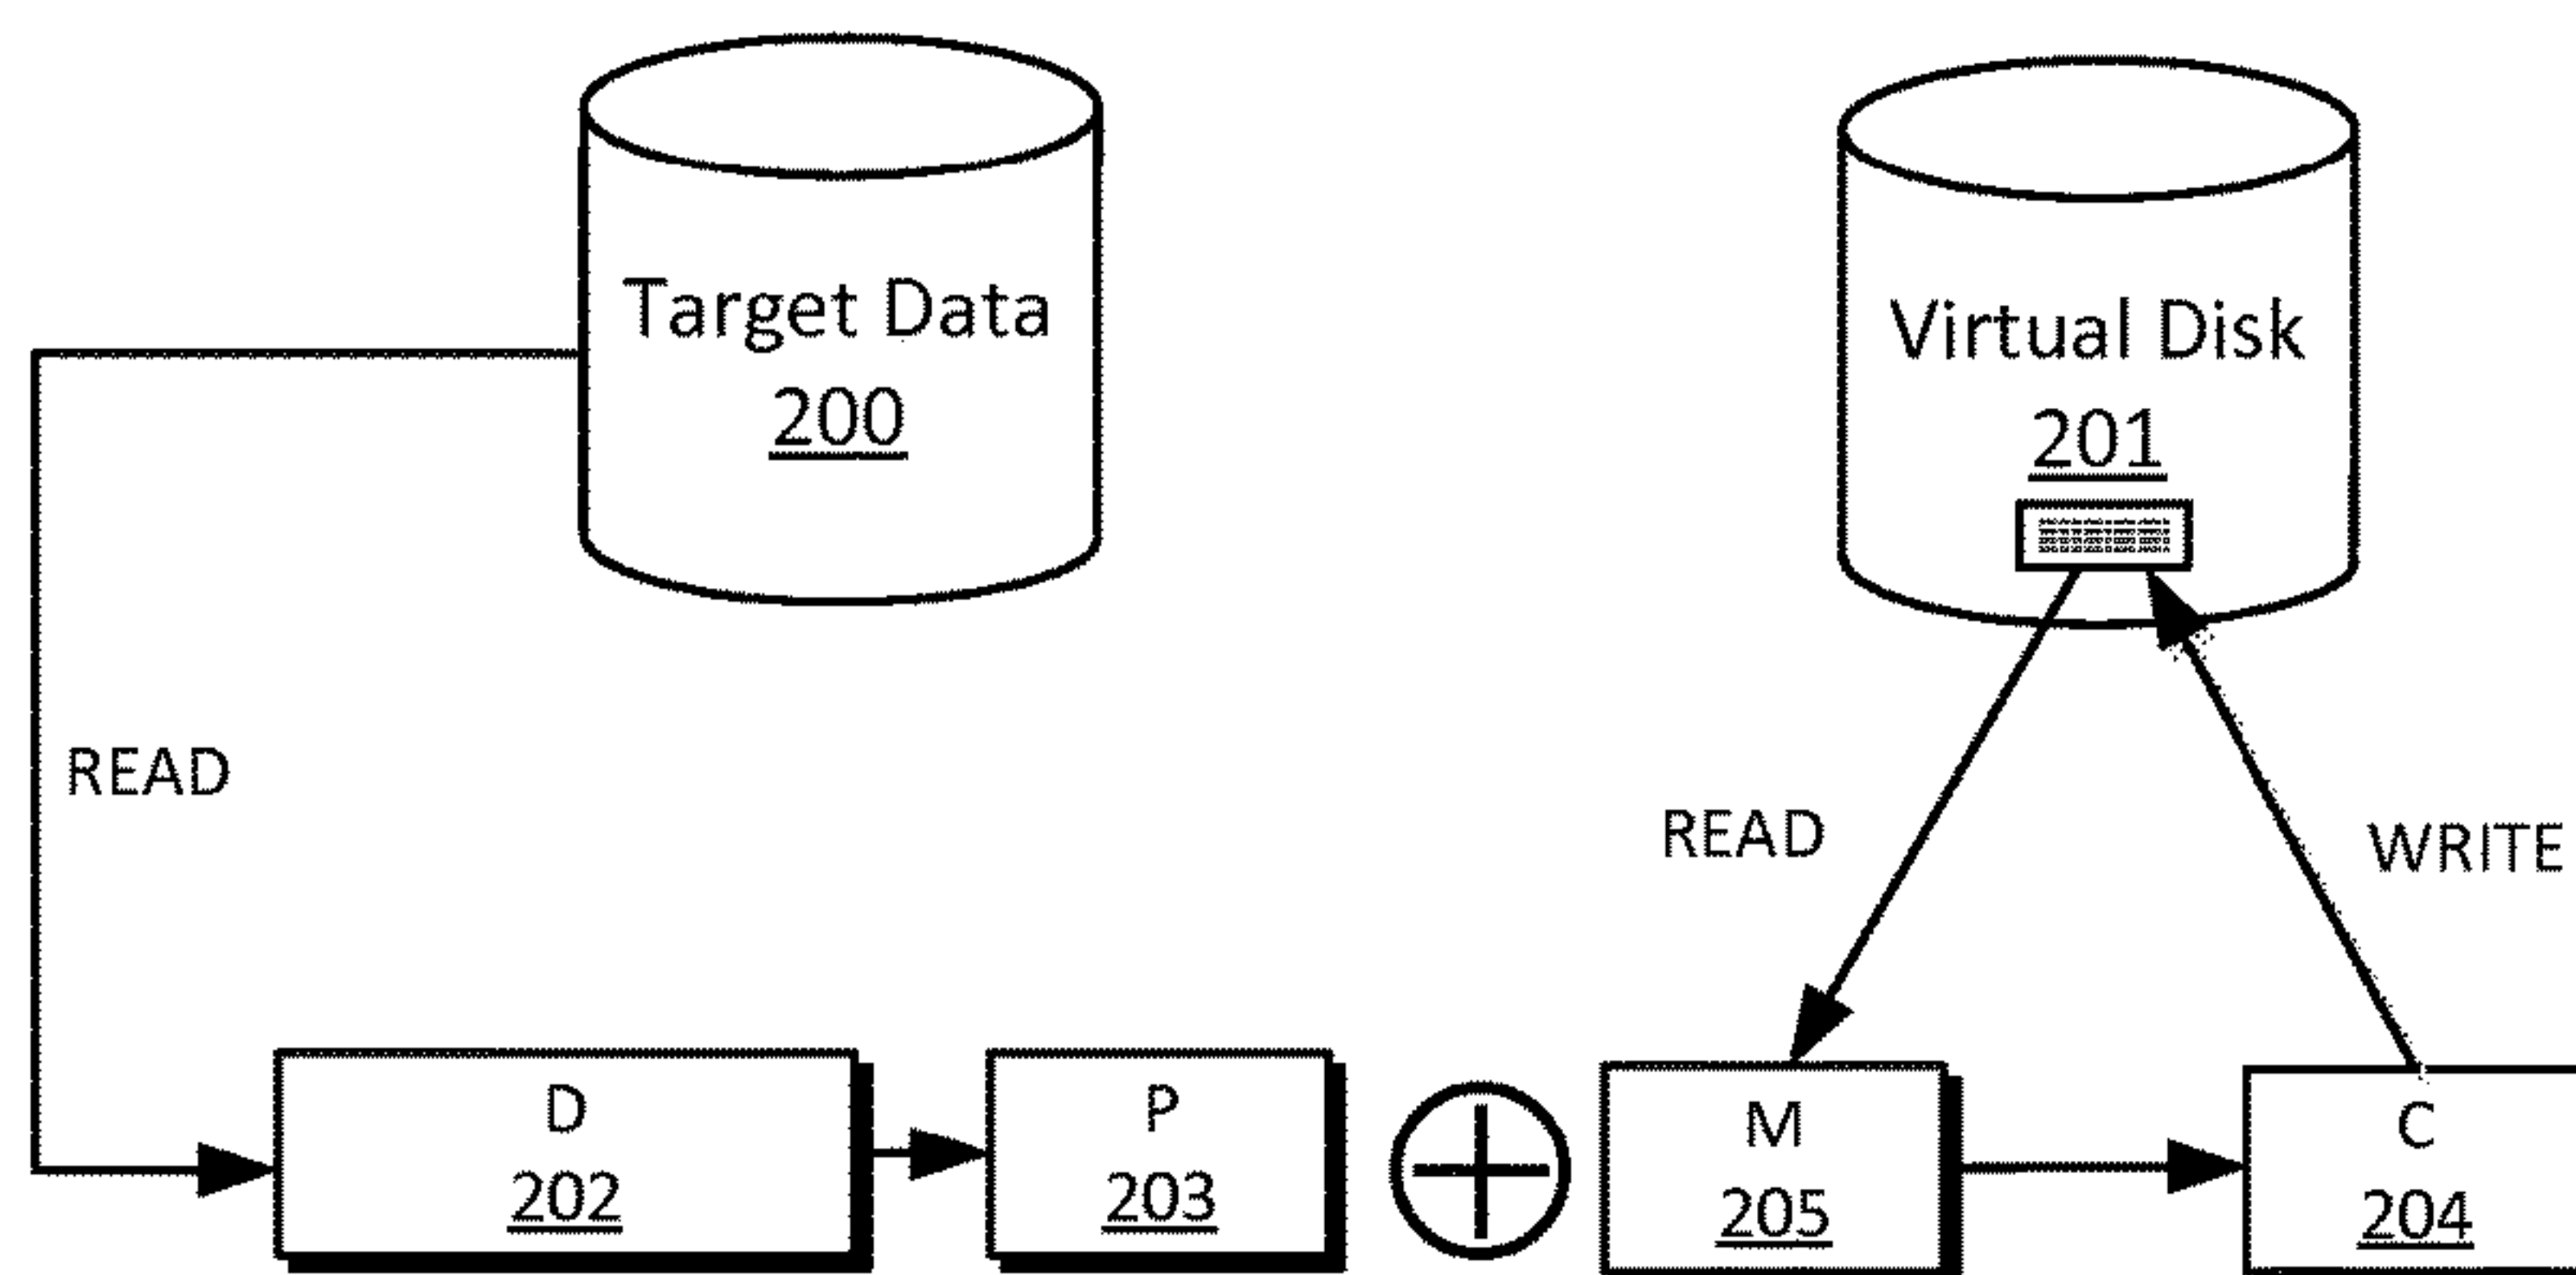 Target Data
200
Virtual Disk
201
READ
READ
WRITE
D
202
P
203
M
205
C
204